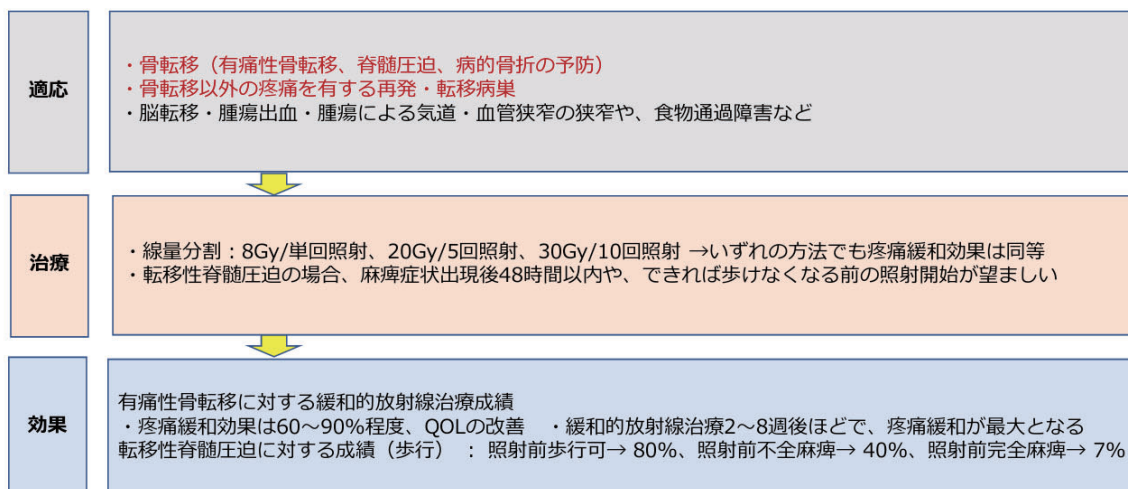 適応
・骨転移（有痛性骨転移、脊髄圧迫、病的骨折の予防）
・骨転移以外の疼痛を有する再発・転移病巣
・脳転移・腫瘍出血・腫瘍による気道・血管狭窄の狭窄や、食物通過障害など
治療
・線量分割：8Gy/単回照射、20Gy/5回照射、30Gy/10回照射 →いずれの方法でも疼痛緩和効果は同等
・転移性脊髄圧迫の場合、麻痺症状出現後48時間以内や、できれば歩けなくなる前の照射開始が望ましい
効果
有痛性骨転移に対する緩和的放射線治療成績
・疼痛緩和効果は60～90%程度、QOLの改善　・緩和的放射線治療2～8週後ほどで、疼痛緩和が最大となる
転移性脊髄圧迫に対する成績（歩行）：照射前歩行可→ 80%、照射前不全麻痺→ 40%、照射前完全麻痺→ 7%